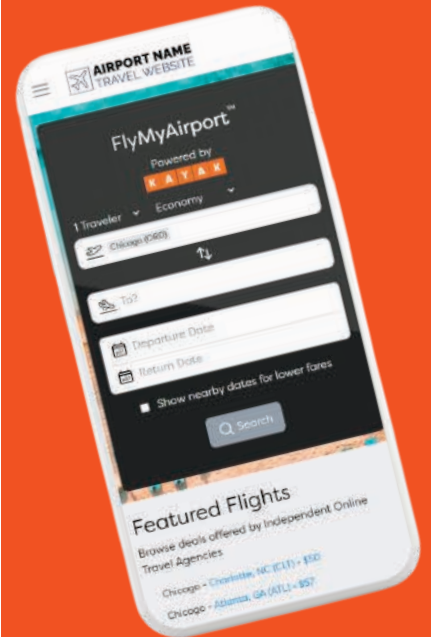 AIRPORT NAME
TRAVEL WEBSITE
FlyMyAirport™
Powered by
KAYAK
1 Traveler Economy
Chicago (ORD)
To?
Departure Date
Return Date
Show nearby dates for lower fares
Search
Featured Flights
Browse deals offered by Independent Online
Travel Agencies
Chicago - Charlotte, NC (CLT) - $50
Chicago - Atlanta, GA (ATL) - $57